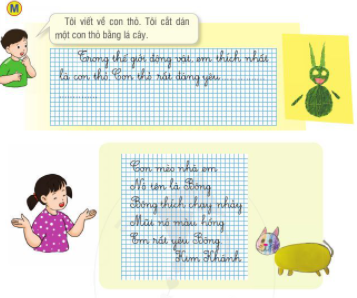 M
Tôi viết về con thỏ. Tôi cắt dán
một con thỏ bằng lá cây.
Trong thế giới động vật, em thích nhất
là con thỏ. Con thỏ rất đáng yêu..................
..................
Con mèo nhà em
Nó tên là Bông
Bông thích chạy nhảy
Mũi nó màu hồng
Em rất yêu Bông.
Kim Khánh